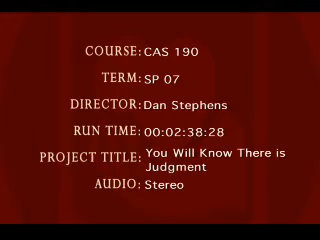 COURSE: CAS 190
TERM: SP 07
DIRECTOR: Dan Stephens
RUN TIME: 00:02:38:28
PROJECT TITLE: You Will Know There is
Judgment
AUDIO: Stereo